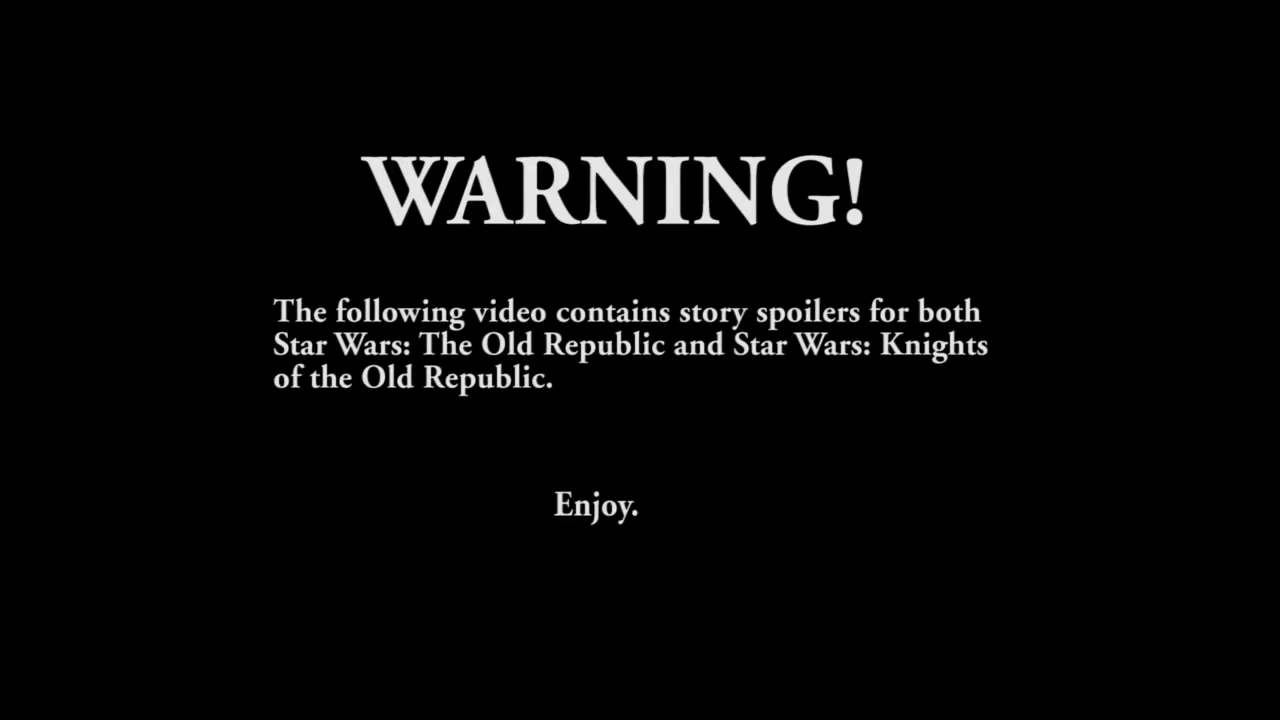 WARNING!
The following video contains story spoilers for both
Star Wars: The Old Republic and Star Wars: Knights
of the Old Republic.
Enjoy.